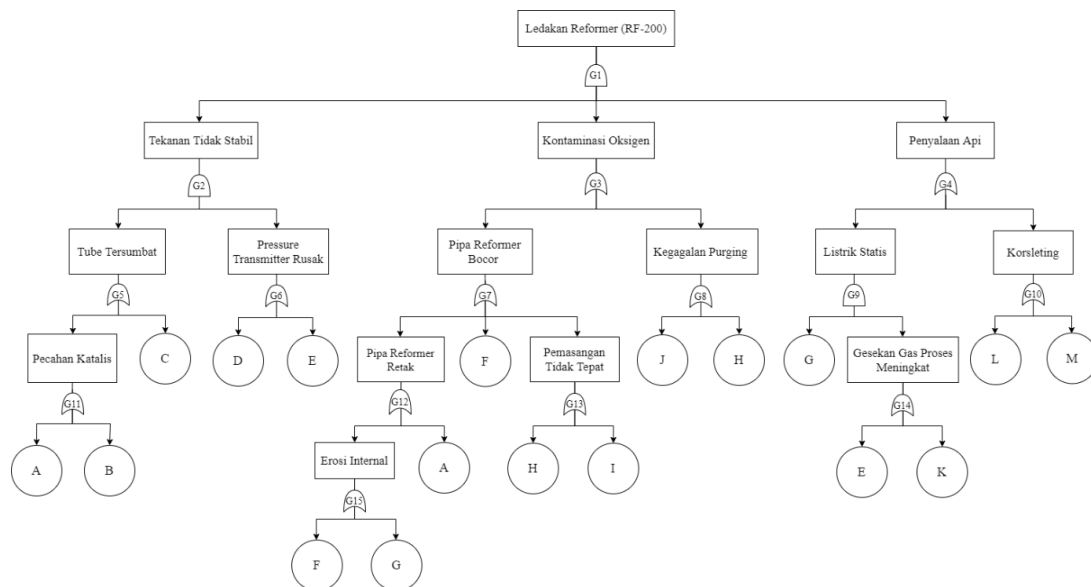 Ledakan Reformer (RF-200)
G1
Tekanan Tidak Stabil
Kontaminasi Oksigen
Penyalaan Api
G2
G3
G4
Tube Tersumbat
Pressure
Transmitter Rusak
Pipa Reformer
Bocor
Kegagalan Purging
Listrik Statis
Korsleting
G5
G6
G7
G8
G9
G10
Pecahan Katalis
C
D
E
Pipa Reformer
Retak
F
Pemasangan
Tidak Tepat
J
H
G
Gesekan Gas Proses
Meningkat
L
M
G11
G12
G13
G14
A
B
Erosi Internal
A
H
I
E
K
G15
F
G